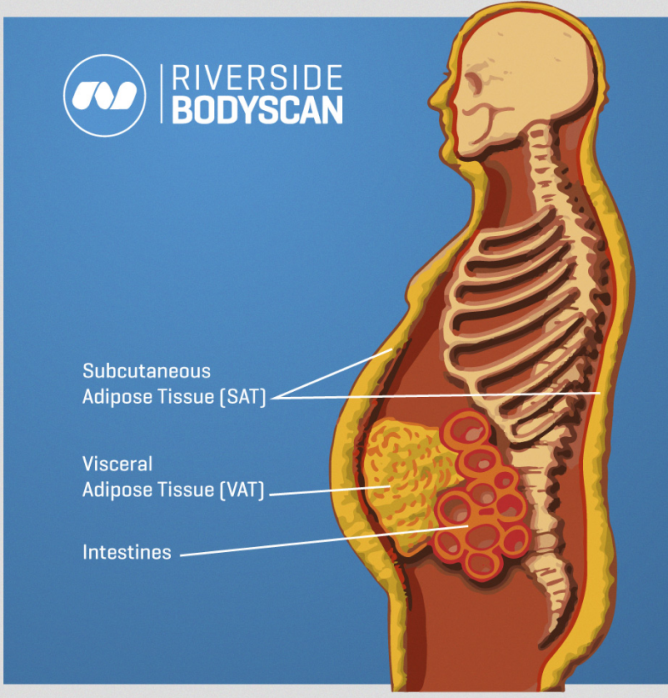 RIVERSIDE
BODYSCAN
Subcutaneous
Adipose Tissue (SAT)
Visceral
Adipose Tissue (VAT)
Intestines